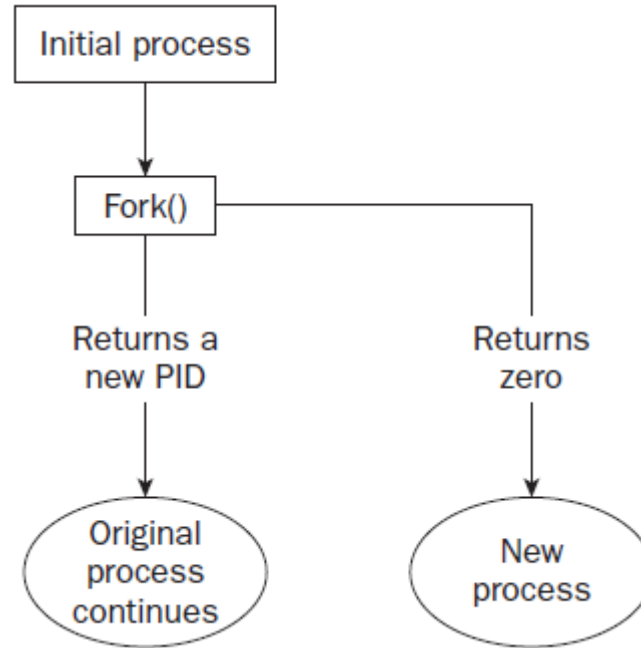 Initial process
Fork()
Returns a
new PID
Returns
zero
Original
process
continues
New
process